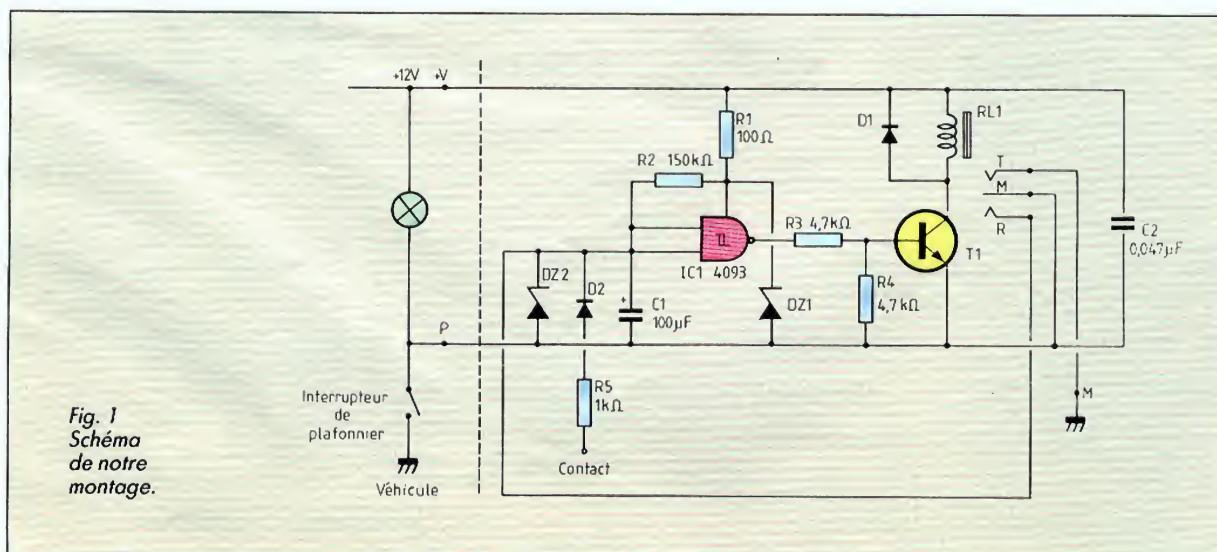 +12V +V
R1
100Ω
R2 150kΩ
D1
RL1
T
M
R
R3 4,7kΩ
IC1 4093
T1
C2
0,047µF
DZ2
D2
C1
100µF
+
DZ1
R4
4,7kΩ
P
R5
1kΩ
M
Interrupteur
de
plafonnier
Contact
Véhicule
Fig. 1
Schéma
de notre
montage.